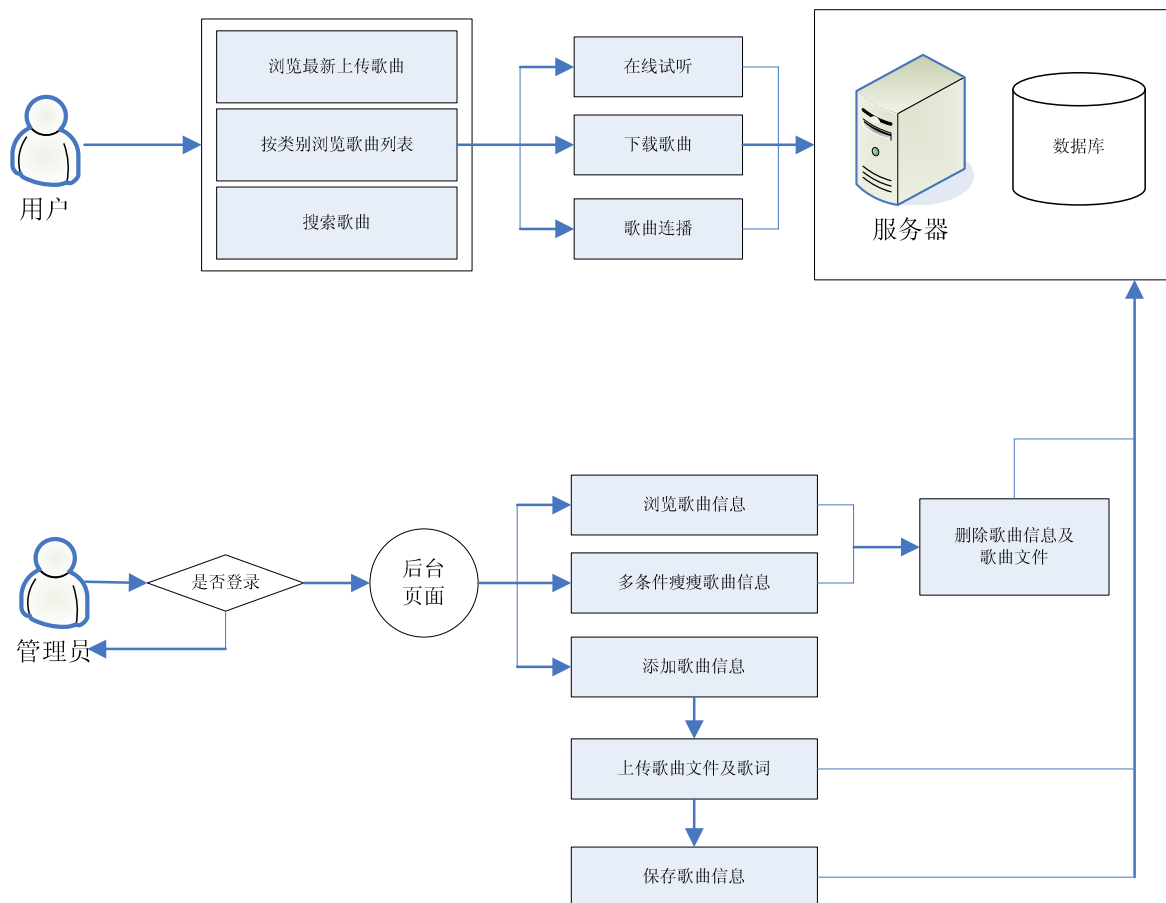 浏览最新上传歌曲
按类别浏览歌曲列表
搜索歌曲
用户
在线试听
下载歌曲
歌曲连播
服务器
数据库
管理员
是否登录
后台
页面
浏览歌曲信息
多条件瘦瘦歌曲信息
添加歌曲信息
上传歌曲文件及歌词
保存歌曲信息
删除歌曲信息及
歌曲文件